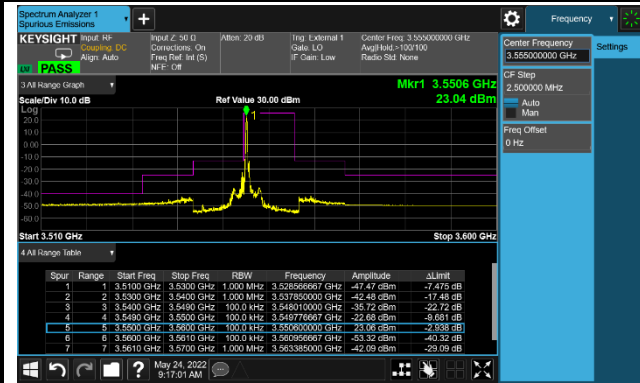 Spectrum Analyzer 1
Spurious Emissions
+
Frequency
KEYSIGHT Input: RF Input Z: 50 Ω Atten: 20 dB Trig: External 1 Center Freq: 3.555000000 GHz
Coupling: DC Corrections: On Gate: LO Avg|Hold:>100/100
Align: Auto Freq Ref: Int (S) IF Gain: Low Radio Std: None
NFE: Off
LXI PASS
Center Frequency
3.555000000 GHz
Settings
CF Step
2.500000 MHz
Auto
Man
Freq Offset
0 Hz
3 All Range Graph
Mkr1 3.5506 GHz
Scale/Div 10.0 dB Ref Value 30.00 dBm 23.04 dBm
Log
20.0
10.0
0.00
-10.0
-20.0
-30.0
-40.0
-50.0
-60.0
1
Start 3.510 GHz Stop 3.600 GHz
4 All Range Table
Spur Range Start Freq Stop Freq RBW Frequency Amplitude ΔLimit
1 1 3.5100 GHz 3.5300 GHz 1.000 MHz 3.528566667 GHz -47.47 dBm -7.475 dB
2 2 3.5300 GHz 3.5400 GHz 1.000 MHz 3.537850000 GHz -42.48 dBm -17.48 dB
3 3 3.5400 GHz 3.5490 GHz 100.0 kHz 3.548010000 GHz -35.72 dBm -22.72 dB
4 4 3.5490 GHz 3.5500 GHz 100.0 kHz 3.549776667 GHz -22.68 dBm -9.681 dB
5 5 3.5500 GHz 3.5600 GHz 100.0 kHz 3.550600000 GHz 23.06 dBm -2.938 dB
6 6 3.5600 GHz 3.5610 GHz 100.0 kHz 3.560956667 GHz -53.32 dBm -40.32 dB
7 7 3.5610 GHz 3.5700 GHz 1.000 MHz 3.563385000 GHz -42.09 dBm -29.09 dB
?
May 24, 2022
9:17:01 AM